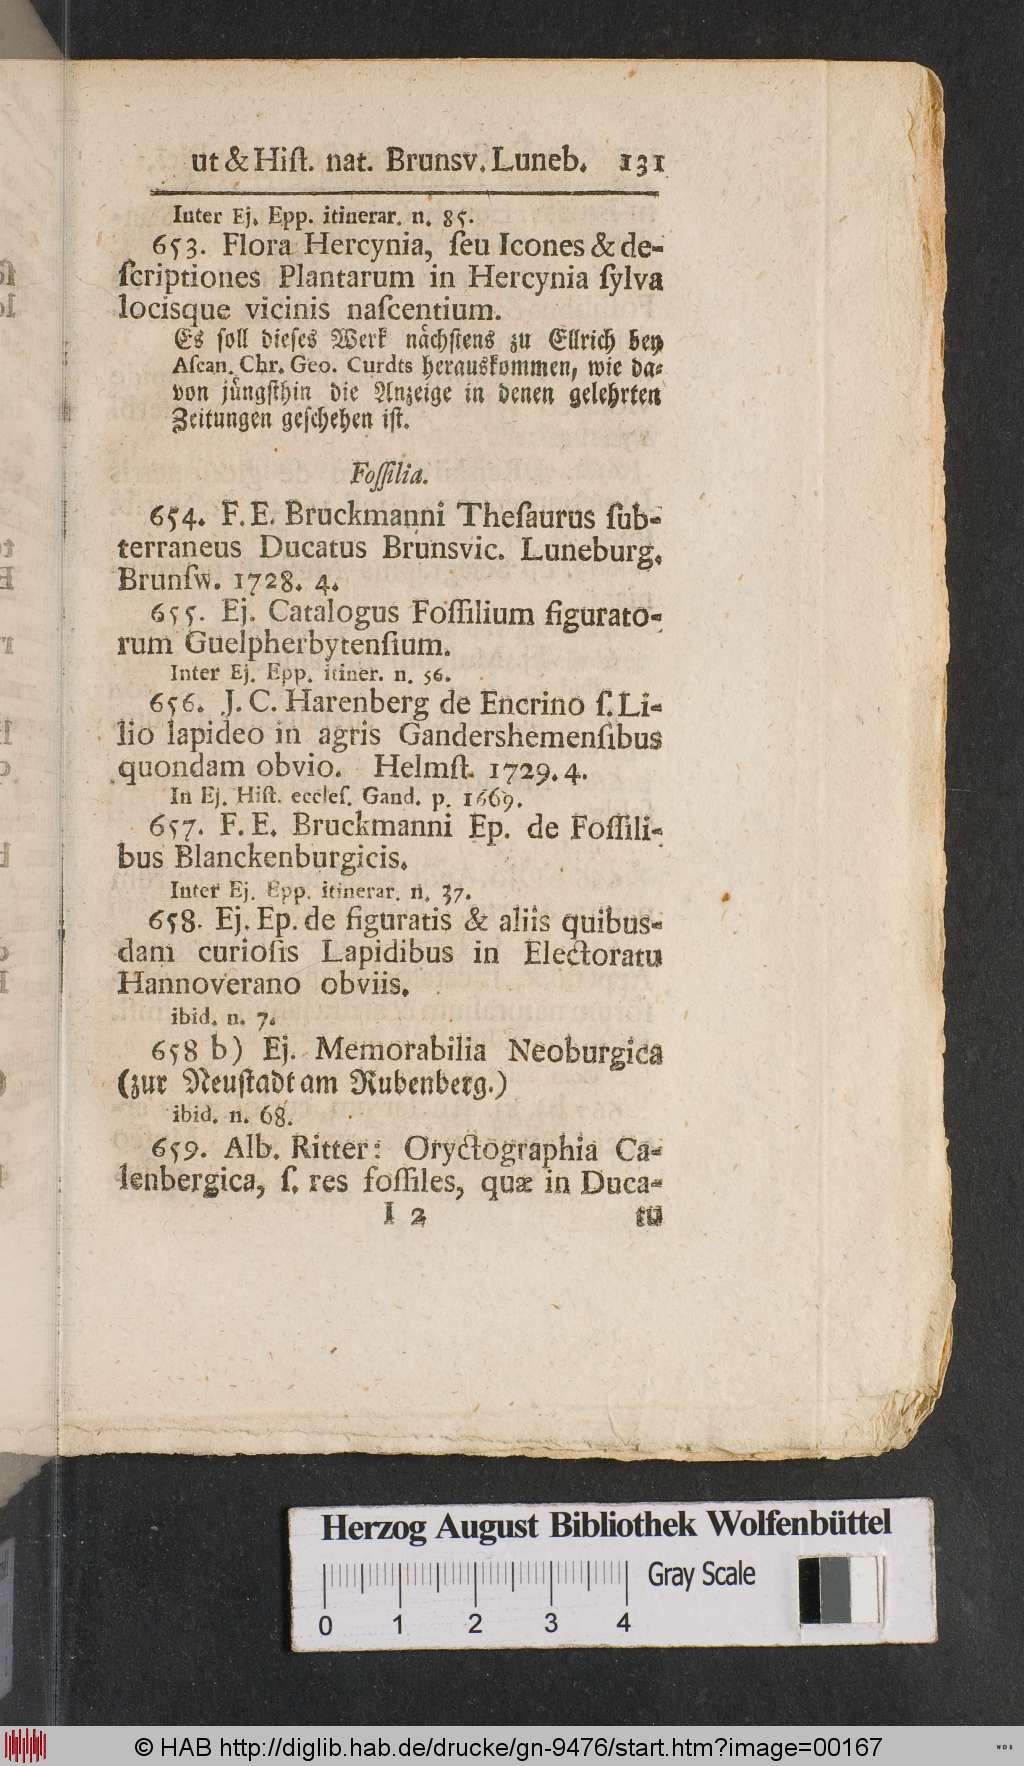 ut & Hiſt. nat. Brunsv. Luneb. 131
Inter Ej. Epp. itinerar. n. 85.
653. Flora Hercynia, ſeu Icones & de-
ſcriptiones Plantarum in Hercynia ſylva
locisque vicinis naſcentium.
Es ſoll dieſes Werk nächſtens zu Ellrich bey
Aſcan. Chr. Geo. Curdts herauskommen, wie da-
von jüngſthin die Anzeige in denen gelehrten
Zeitungen geſchehen iſt.
Foſſilia.
654. F. E. Bruckmanni Theſaurus ſub-
terraneus Ducatus Brunsvic. Luneburg.
Brunſw. 1728. 4.
655. Ej. Catalogus Foſſilium figurato-
rum Guelpherbytenſium.
Inter Ej. Epp. itiner. n. 56.
656. J. C. Harenberg de Encrino ſ. Li-
lio lapideo in agris Gandershemenſibus
quondam obvio. Helmſt. 1729. 4.
In Ej. Hiſt. eccleſ. Gand. p. 1669.
657. F. E. Bruckmanni Ep. de Foſſili-
bus Blanckenburgicis.
Inter Ej. Epp. itinerar. n. 37.
658. Ej. Ep. de figuratis & aliis quibus-
dam curioſis Lapidibus in Electoratu
Hannoverano obviis.
ibid. n. 7.
658 b) Ej. Memorabilia Neoburgica
(zur Neuſtadt am Rubenberg.)
ibid. n. 68.
659. Alb. Ritter: Oryctographia Ca-
lenbergica, ſ. res foſſiles, quæ in Duca-
I 2 tu
Herzog August Bibliothek Wolfenbüttel
Gray Scale
0 1 2 3 4
© HAB http://diglib.hab.de/drucke/gn-9476/start.htm?image=00167